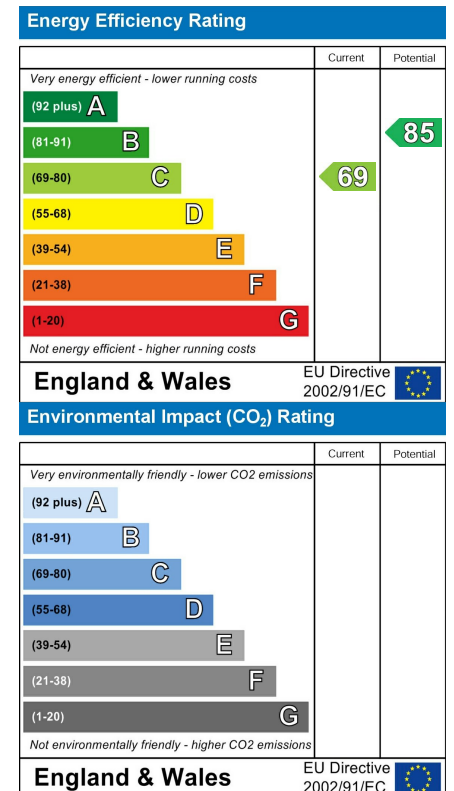 Energy Efficiency Rating
Current Potential
Very energy efficient - lower running costs
(92 plus) A
(81-91) B
85
(69-80) C
69
(55-68) D
(39-54) E
(21-38) F
(1-20) G
Not energy efficient - higher running costs
England & Wales
EU Directive
2002/91/EC
Environmental Impact (CO₂) Rating
Current Potential
Very environmentally friendly - lower CO2 emissions
(92 plus) A
(81-91) B
(69-80) C
(55-68) D
(39-54) E
(21-38) F
(1-20) G
Not environmentally friendly - higher CO2 emissions
England & Wales
EU Directive
2002/91/EC